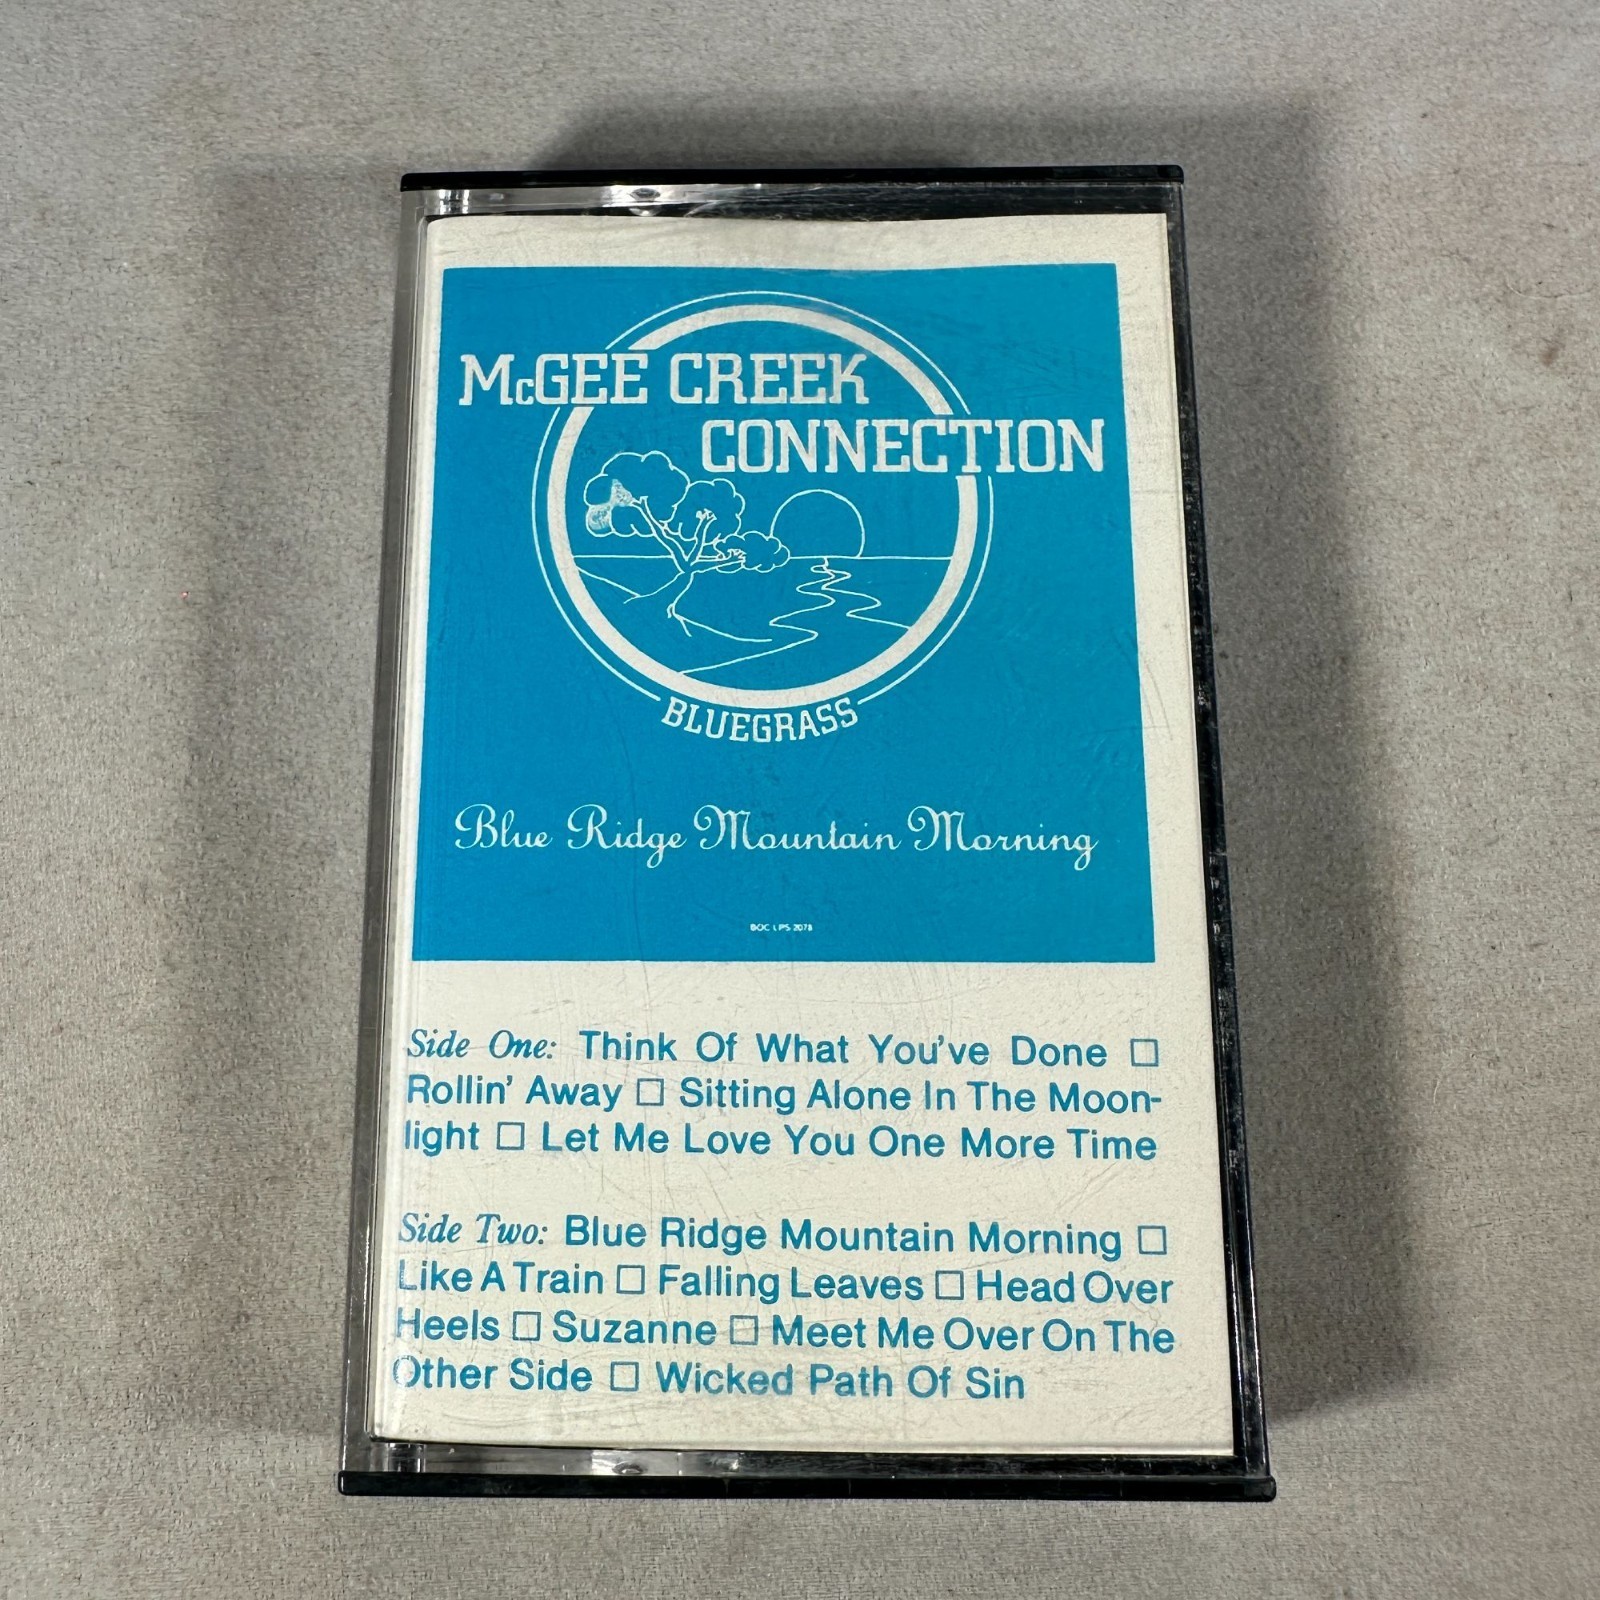 McGEE CREEK
CONNECTION
BLUEGRASS
Blue Ridge Mountain Morning
2078
Side One: Think Of What You've Done □
Rollin' Away □ Sitting Alone In The Moon-
light □ Let Me Love You One More Time
Side Two: Blue Ridge Mountain Morning □
Like A Train □ Falling Leaves □ Head Over
Heels □ Suzanne □ Meet Me Over On The
Other Side □ Wicked Path Of Sin